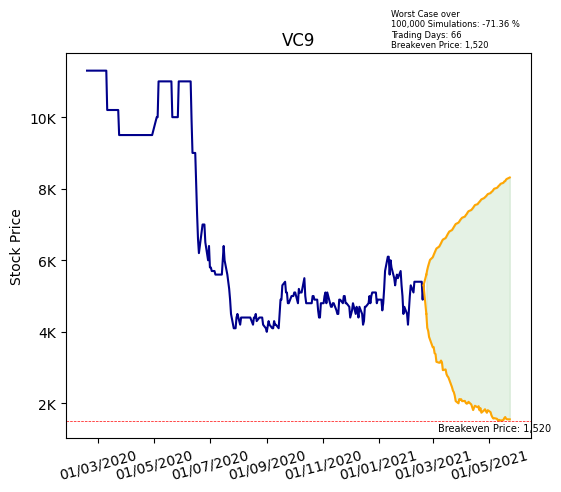 Worst Case over
100,000 Simulations: -71.36 %
Trading Days: 66
Breakeven Price: 1,520
VC9
Stock Price
10K
8K
6K
4K
2K
Breakeven Price: 1,520
01/03/2020
01/05/2020
01/07/2020
01/09/2020
01/11/2020
01/01/2021
01/03/2021
01/05/2021